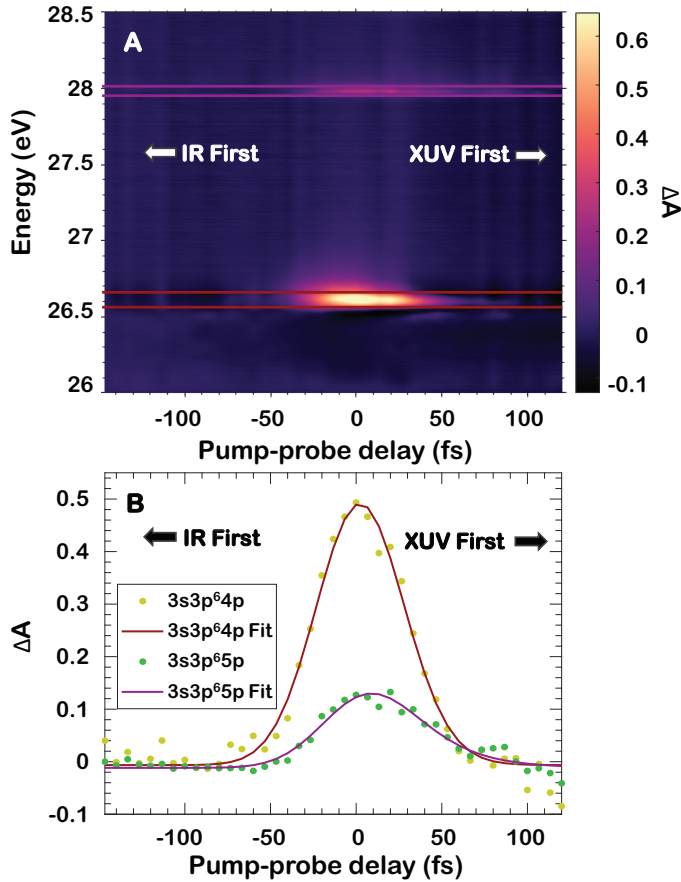 A
28.5
28
27.5
27
26.5
26
Energy (eV)
IR First
XUV First
-100
-50
0
50
100
Pump-probe delay (fs)
0.6
0.5
0.4
0.3
0.2
0.1
0
-0.1
ΔA
B
0.5
0.4
0.3
0.2
0.1
0
-0.1
ΔA
IR First
XUV First
3s3p⁶4p
3s3p⁶4p Fit
3s3p⁶5p
3s3p⁶5p Fit
-100
-50
0
50
100
Pump-probe delay (fs)